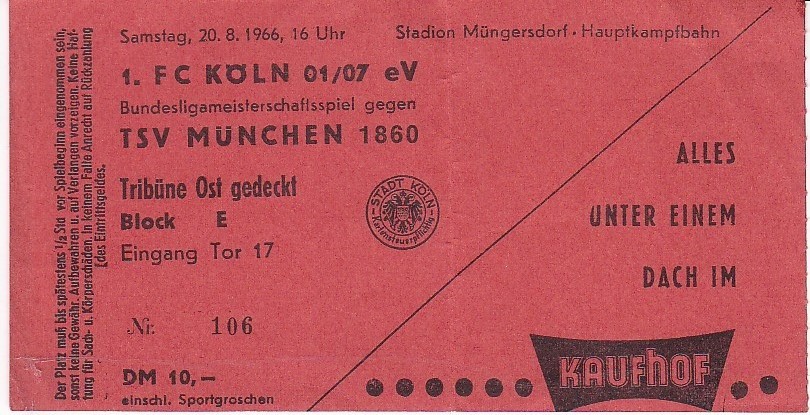 Samstag, 20. 8. 1966, 16 Uhr
Stadion Müngersdorf · Hauptkampfbahn
1. FC KÖLN 01/07 eV
Bundesligameisterschaftsspiel gegen
TSV MÜNCHEN 1860
Tribüne Ost gedeckt
Block E
Eingang Tor 17
Nr. 106
DM 10,—
einschl. Sportgroschen
STADT KÖLN
Kartensteuerpflichtig
ALLES
UNTER EINEM
DACH IM
KAUFHOF
Der Platz muß bis spätestens 1/2 Std vor Spielbeginn eingenommen sein,
sonst keine Gewähr. Aufbewahren u. auf Verlangen vorzeigen. Keine Haf-
tung für Sach- u. Körperschäden. In keinem Falle Anrecht auf Rückzahlung
[des Eintrittsgeldes.